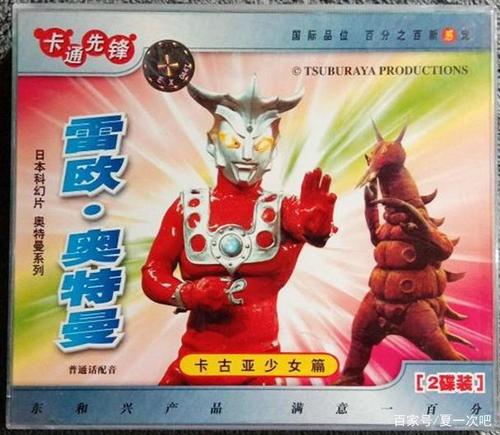 卡通先锋
国际品位 百分之百新感觉
© TSUBURAYA PRODUCTIONS
雷欧·奥特曼
日本科幻片 奥特曼系列
普通话配音
卡古亚少女篇
[2碟装]
东和兴产品 满意一百分
百家号/夏一次吧